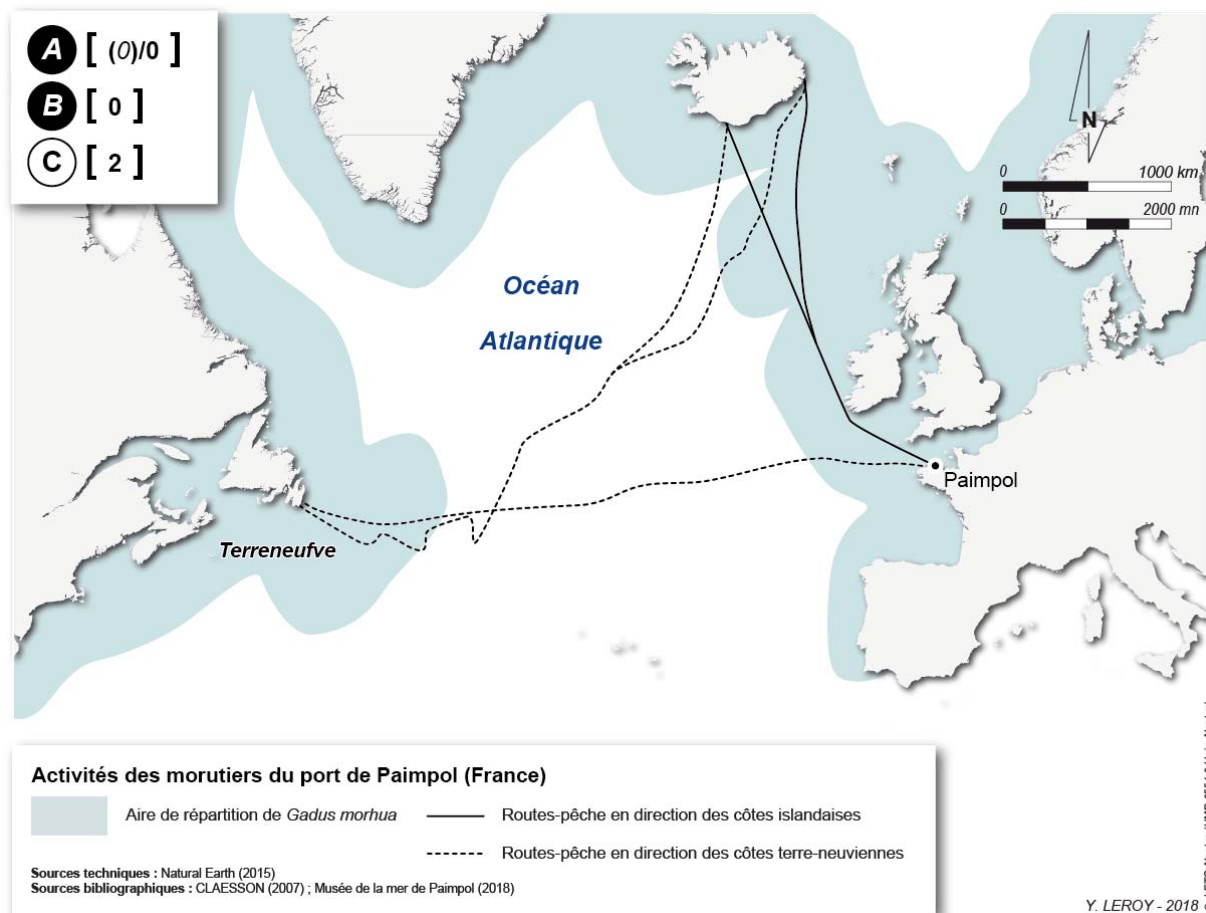 A [ (0)/0 ]
B [ 0 ]
C [ 2 ]
N
0 1000 km
0 2000 mn
Océan
Atlantique
Paimpol
Terreneufve
Activités des morutiers du port de Paimpol (France)
Aire de répartition de Gadus morhua
Routes-pêche en direction des côtes islandaises
Routes-pêche en direction des côtes terre-neuviennes
Sources techniques : Natural Earth (2015)
Sources bibliographiques : CLAESSON (2007) ; Musée de la mer de Paimpol (2018)
Y. LEROY - 2018